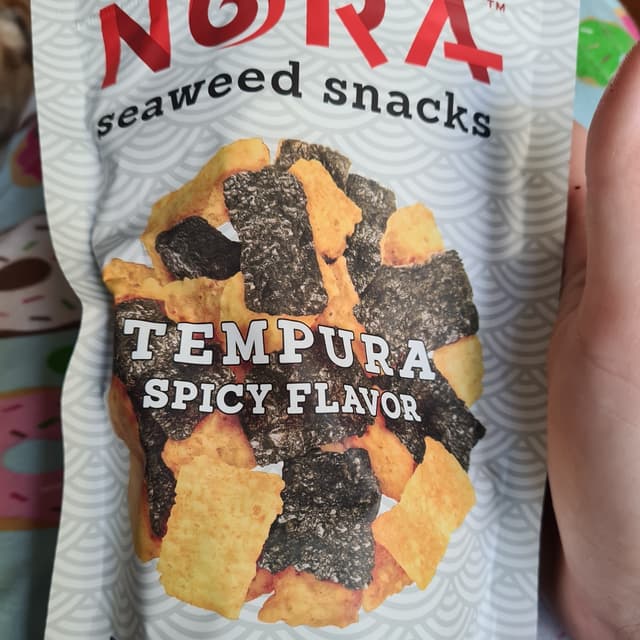 NORA™
seaweed snacks
TEMPURA
SPICY FLAVOR